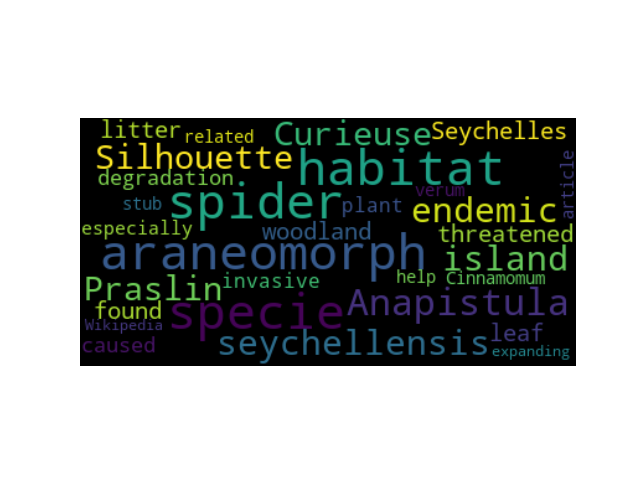 litter related Curieuse Seychelles
Silhouette habitat article
degradation verum
stub spider plant endemic
especially woodland threatened
araneomorph island
Praslin invasive help Cinnamomum
found specie Anapistula
Wikipedia leaf
caused seychellensis expanding